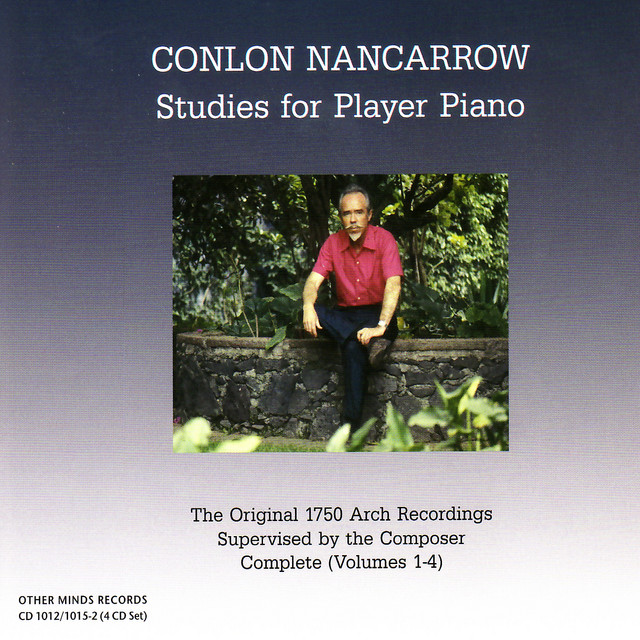 CONLON NANCARROW
Studies for Player Piano
The Original 1750 Arch Recordings
Supervised by the Composer
Complete (Volumes 1-4)
OTHER MINDS RECORDS
CD 1012/1015-2 (4 CD Set)